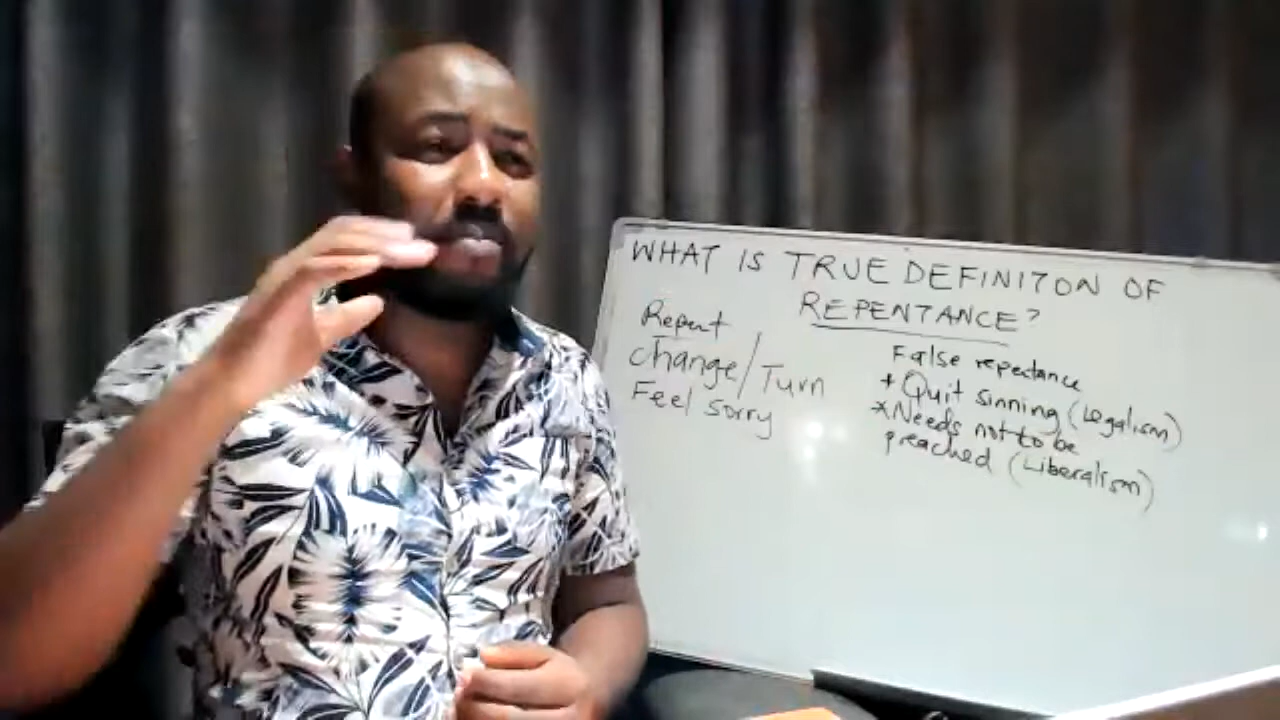 WHAT IS TRUE DEFINITON OF
REPENTANCE?
Repent
Change/Turn
Feel sorry
False repectance
* Quit sinning (Legalism)
* Needs not to be
preached (Liberalism)